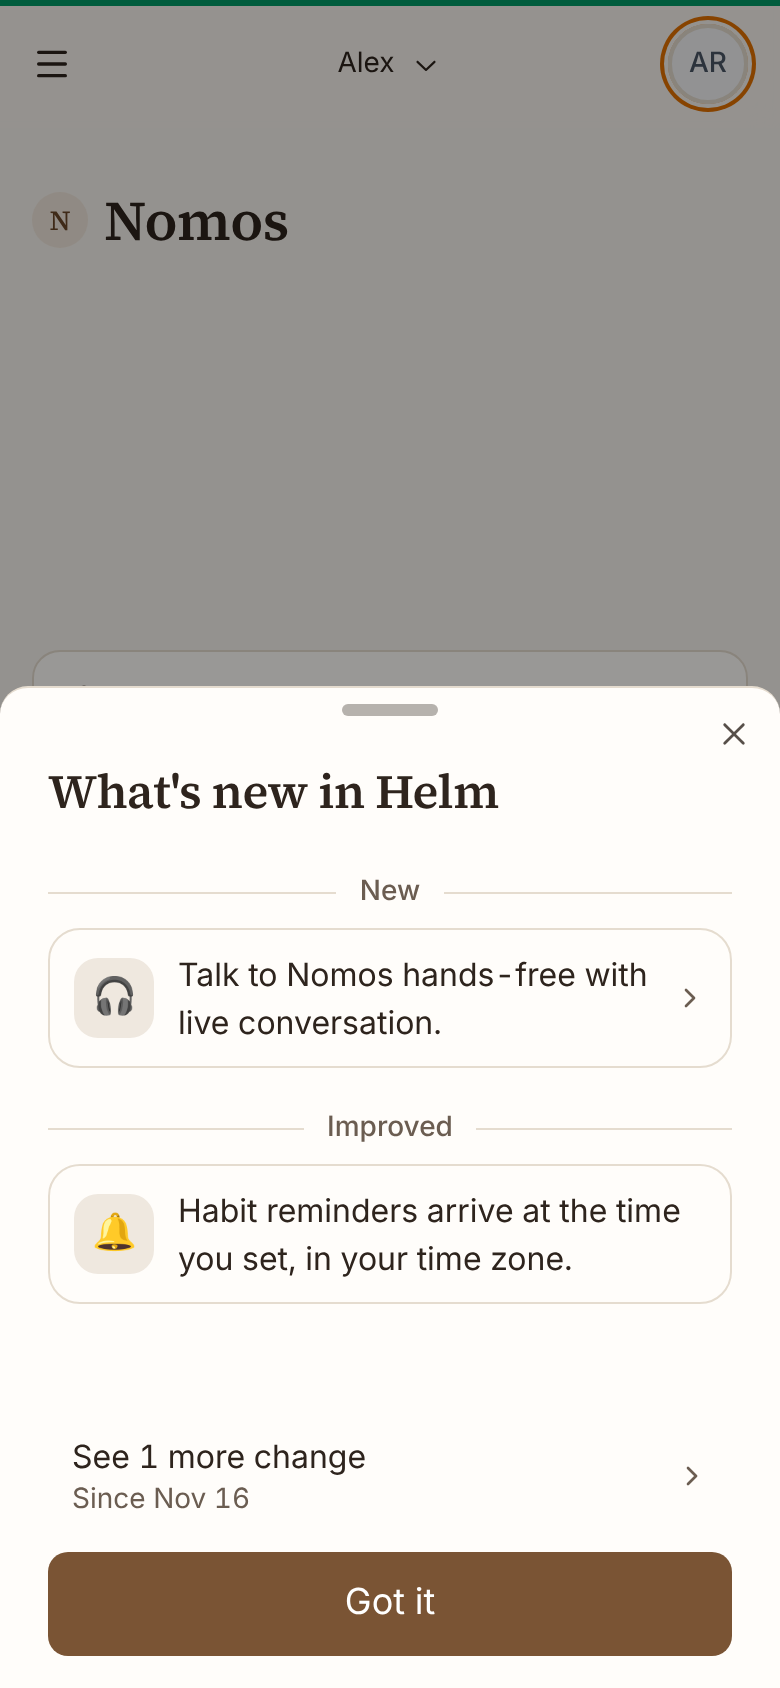 Alex
AR
N
Nomos
What's new in Helm
New
Talk to Nomos hands-free with
live conversation.
Improved
Habit reminders arrive at the time
you set, in your time zone.
See 1 more change
Since Nov 16
Got it